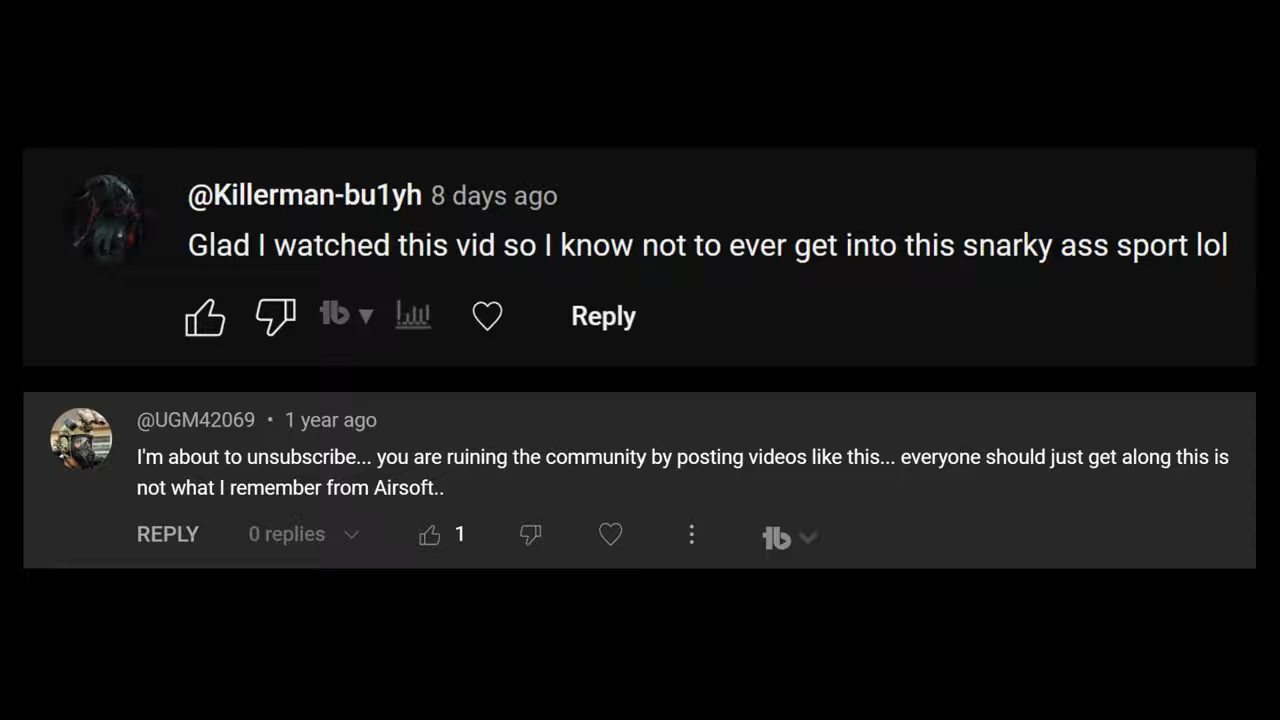 @Killerman-bu1yh 8 days ago
Glad I watched this vid so I know not to ever get into this snarky ass sport lol
tb
Reply
@UGM42069 • 1 year ago
I'm about to unsubscribe... you are ruining the community by posting videos like this... everyone should just get along this is
not what I remember from Airsoft..
REPLY 0 replies 1 tb